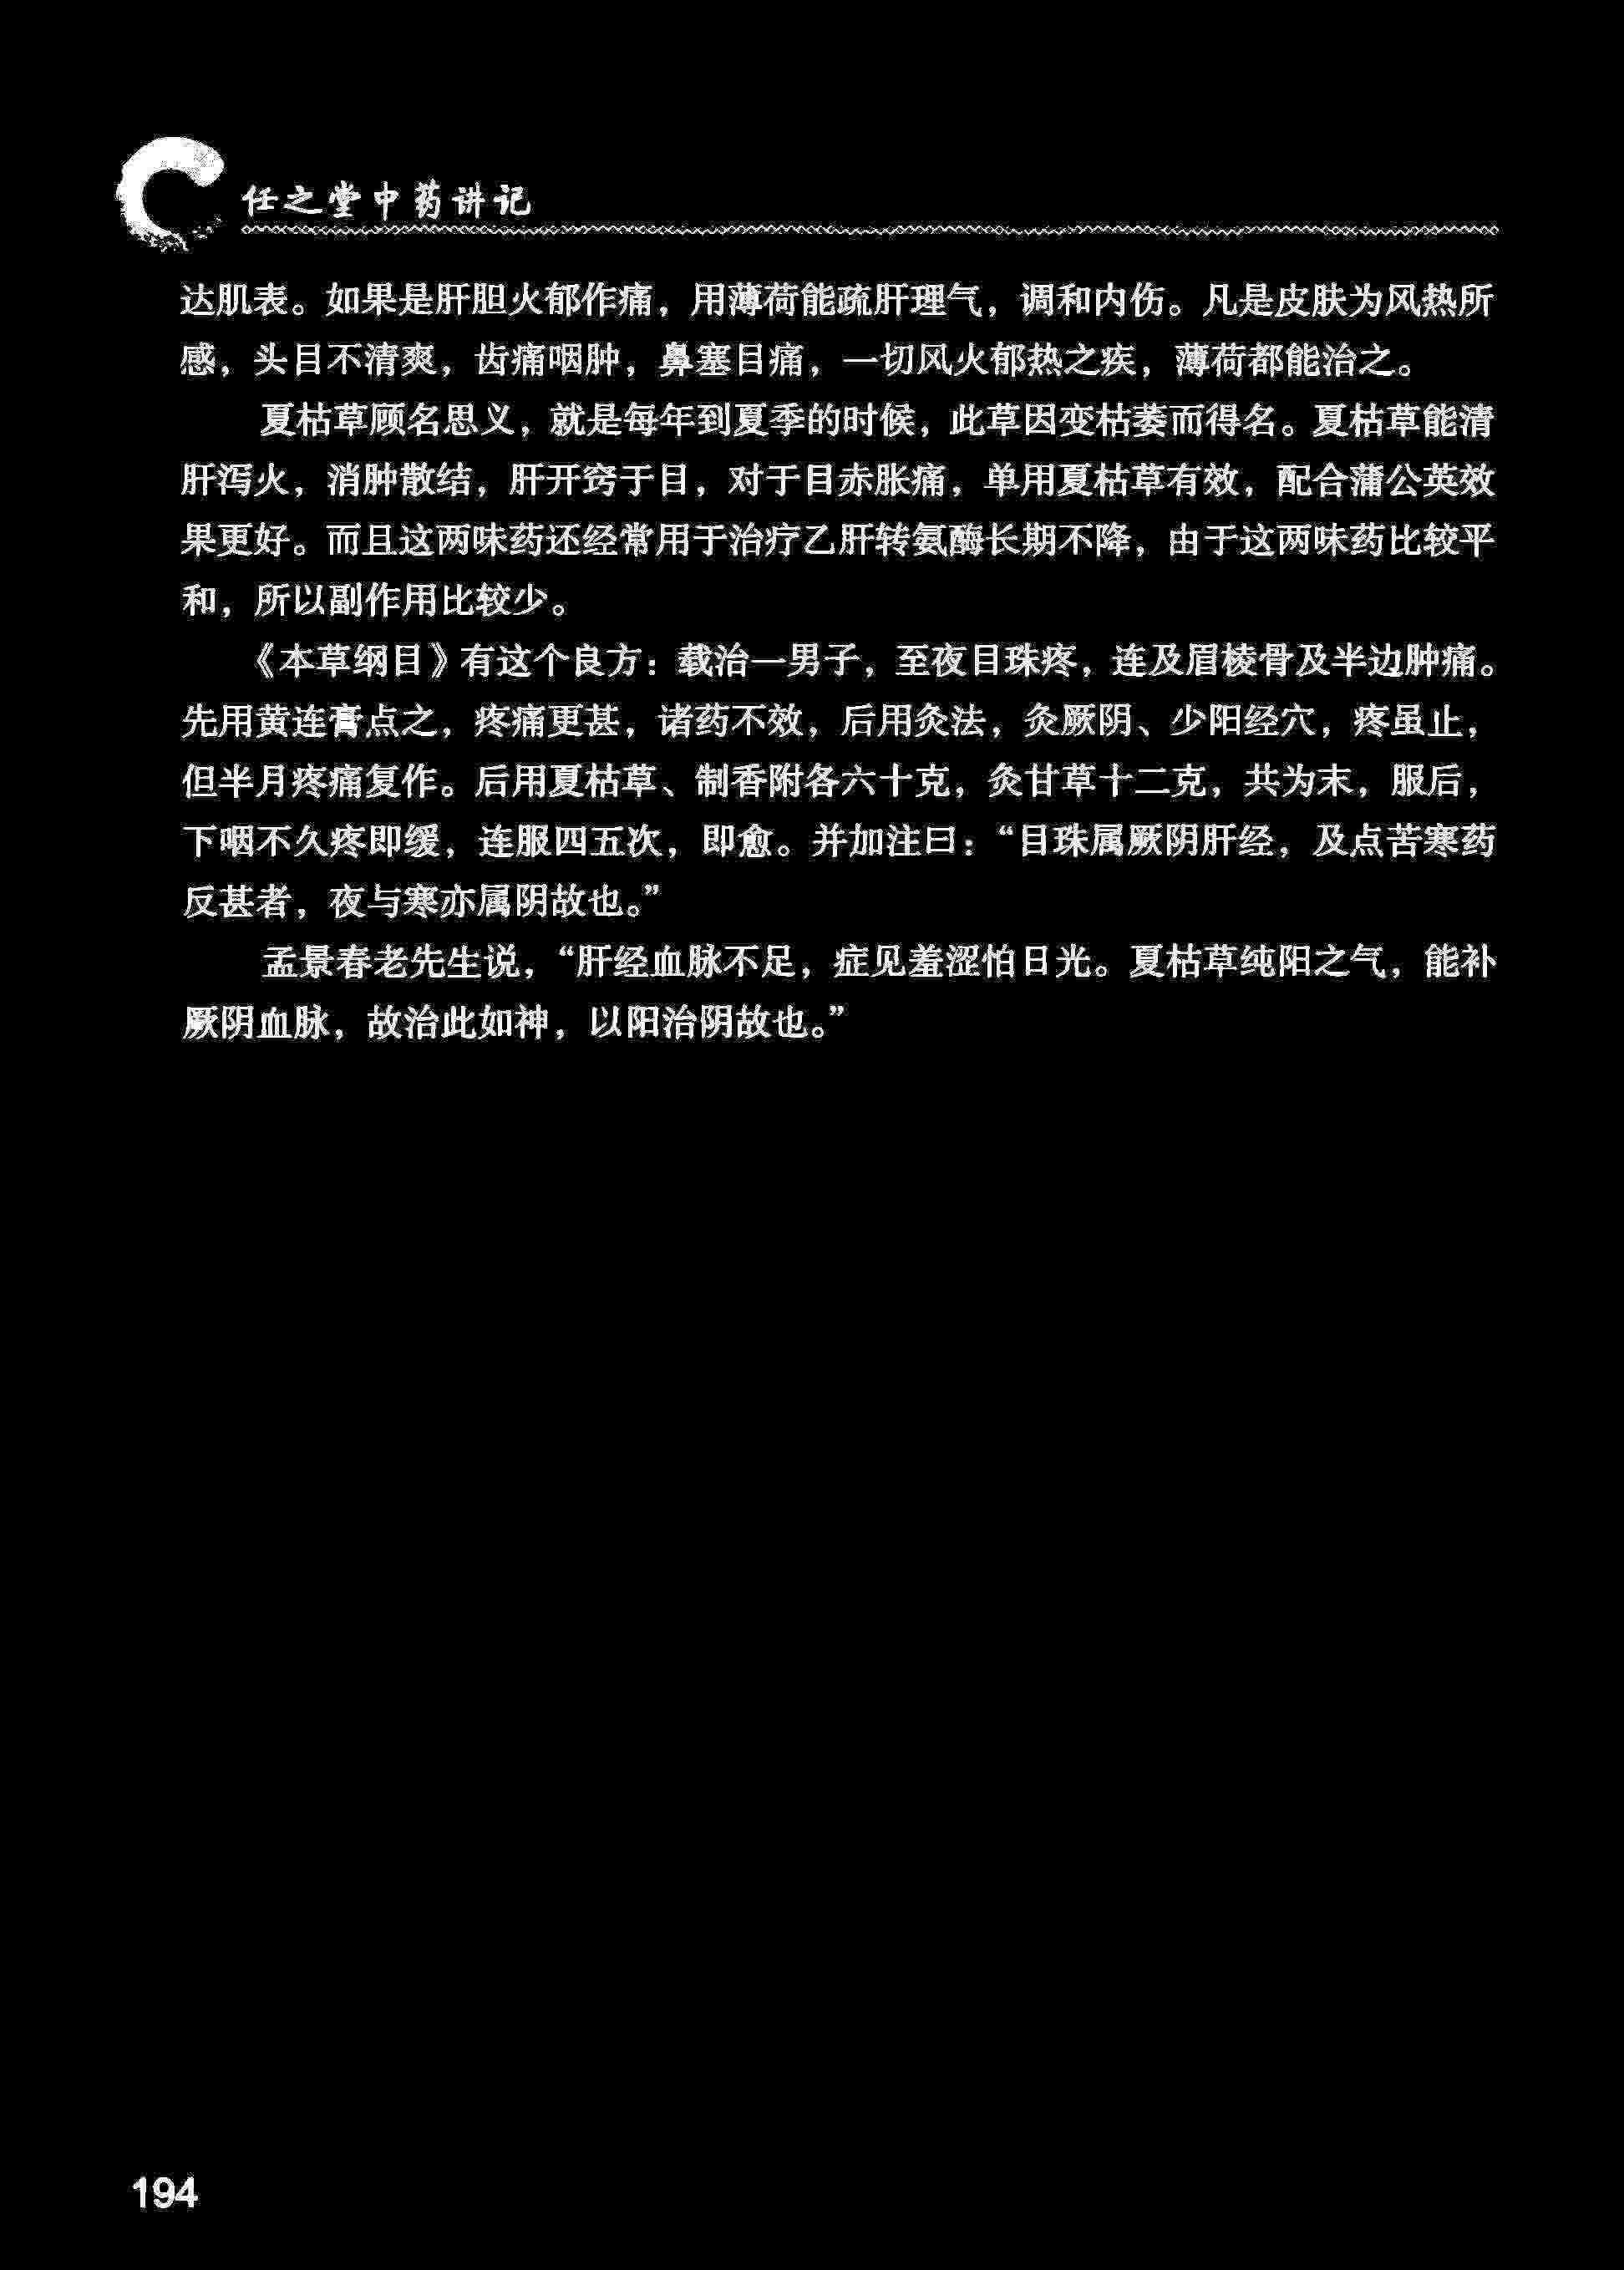 任之堂中药讲记
达肌表。如果是肝胆火郁作痛，用薄荷能疏肝理气，调和内伤。凡是皮肤为风热所
感，头目不清爽，齿痛咽肿，鼻塞目痛，一切风火郁热之疾，薄荷都能治之。
夏枯草顾名思义，就是每年到夏季的时候，此草因变枯萎而得名。夏枯草能清
肝泻火，消肿散结，肝开窍于目，对于目赤胀痛，单用夏枯草有效，配合蒲公英效
果更好。而且这两味药还经常用于治疗乙肝转氨酶长期不降，由于这两味药比较平
和，所以副作用比较少。
《本草纲目》有这个良方：载治一男子，至夜目珠疼，连及眉棱骨及半边肿痛。
先用黄连膏点之，疼痛更甚，诸药不效，后用灸法，灸厥阴、少阳经穴，疼虽止，
但半月疼痛复作。后用夏枯草、制香附各六十克，灸甘草十二克，共为末，服后，
下咽不久疼即缓，连服四五次，即愈。并加注曰：“目珠属厥阴肝经，及点苦寒药
反甚者，夜与寒亦属阴故也。”
孟景春老先生说，“肝经血脉不足，症见羞涩怕日光。夏枯草纯阳之气，能补
厥阴血脉，故治此如神，以阳治阴故也。”
194